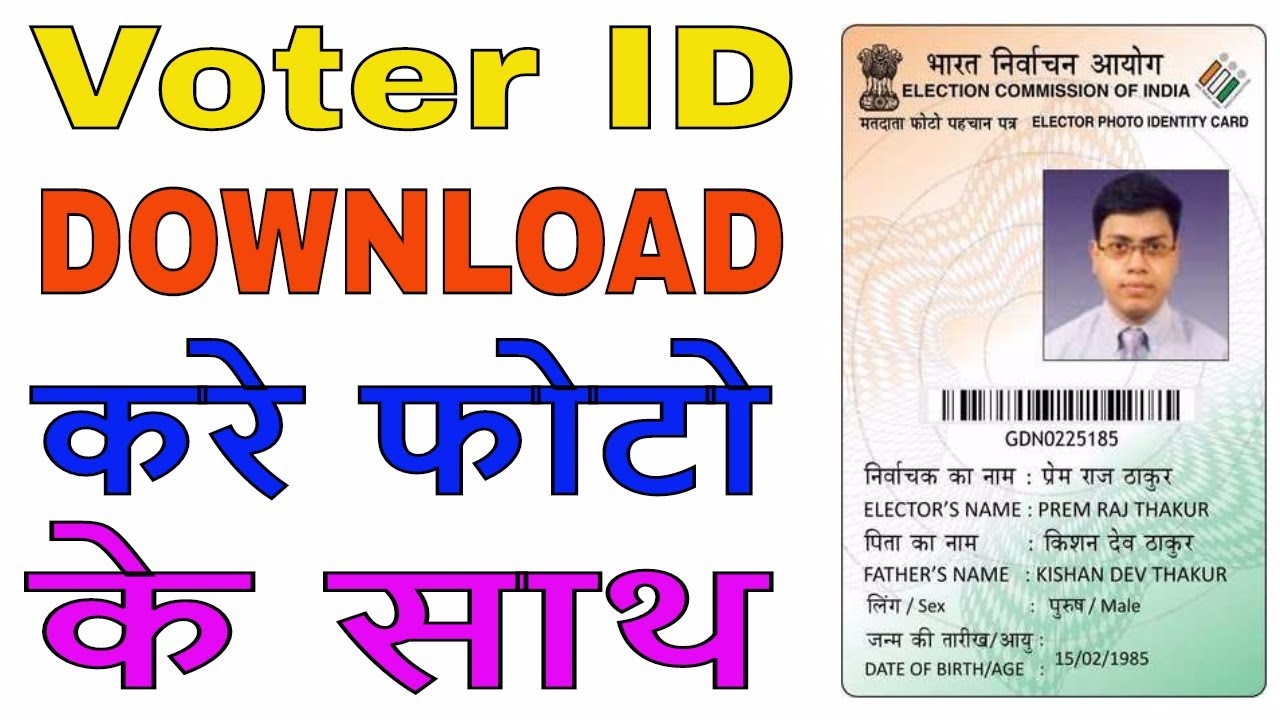 Voter ID
DOWNLOAD
करे फोटो
के साथ
भारत निर्वाचन आयोग
ELECTION COMMISSION OF INDIA
मतदाता फोटो पहचान पत्र ELECTOR PHOTO IDENTITY CARD
GDN0225185
निर्वाचक का नाम : प्रेम राज ठाकुर
ELECTOR'S NAME : PREM RAJ THAKUR
पिता का नाम : किशन देव ठाकुर
FATHER'S NAME : KISHAN DEV THAKUR
लिंग / Sex : पुरुष / Male
जन्म की तारीख/आयु :
DATE OF BIRTH/AGE : 15/02/1985